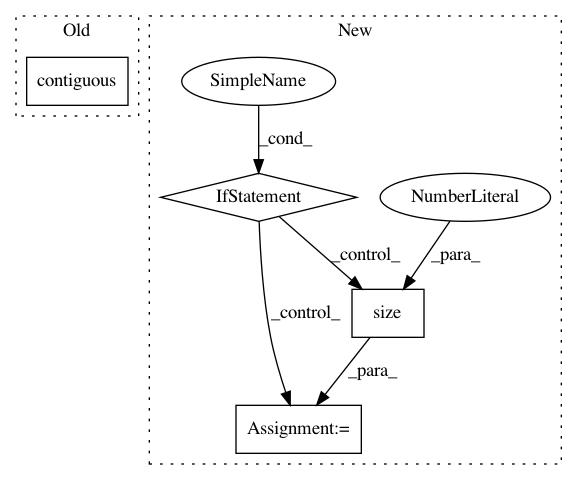 Old
New
contiguous
SimpleName
_cond_
IfStatement
NumberLiteral
_control_
_para_
_control_
size
_para_
Assignment:=